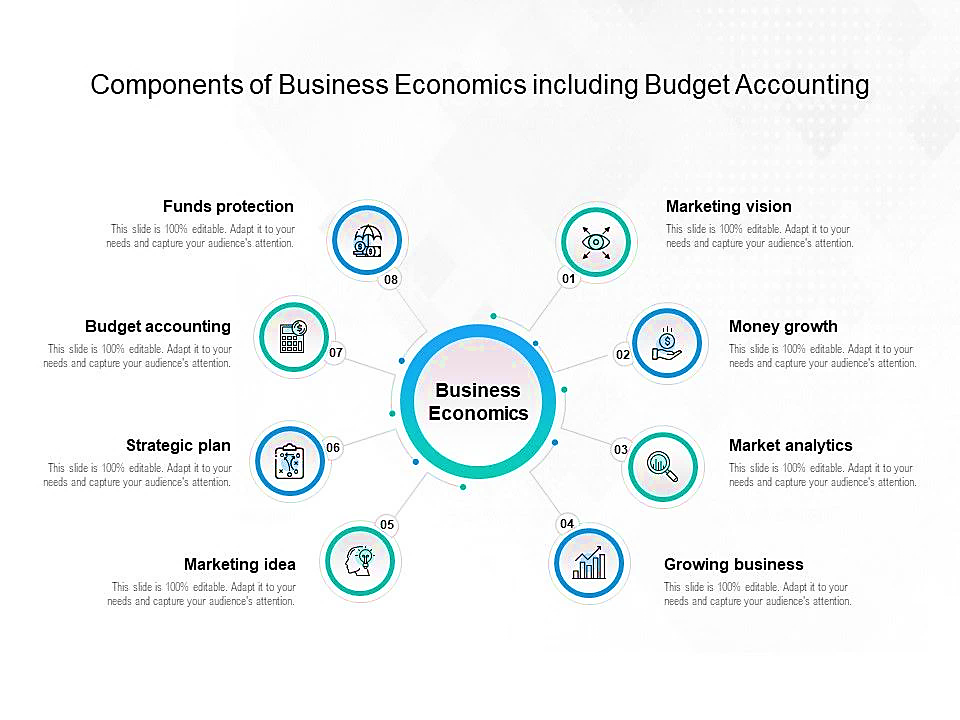 Components of Business Economics including Budget Accounting
Marketing vision
This slide is 100% editable. Adapt it to your
needs and capture your audience's attention.
01
Money growth
This slide is 100% editable. Adapt it to your
needs and capture your audience's attention.
02
Market analytics
This slide is 100% editable. Adapt it to your
needs and capture your audience's attention.
03
Growing business
This slide is 100% editable. Adapt it to your
needs and capture your audience's attention.
04
Marketing idea
This slide is 100% editable. Adapt it to your
needs and capture your audience's attention.
05
Strategic plan
This slide is 100% editable. Adapt it to your
needs and capture your audience's attention.
06
Budget accounting
This slide is 100% editable. Adapt it to your
needs and capture your audience's attention.
07
Funds protection
This slide is 100% editable. Adapt it to your
needs and capture your audience's attention.
08
Business
Economics